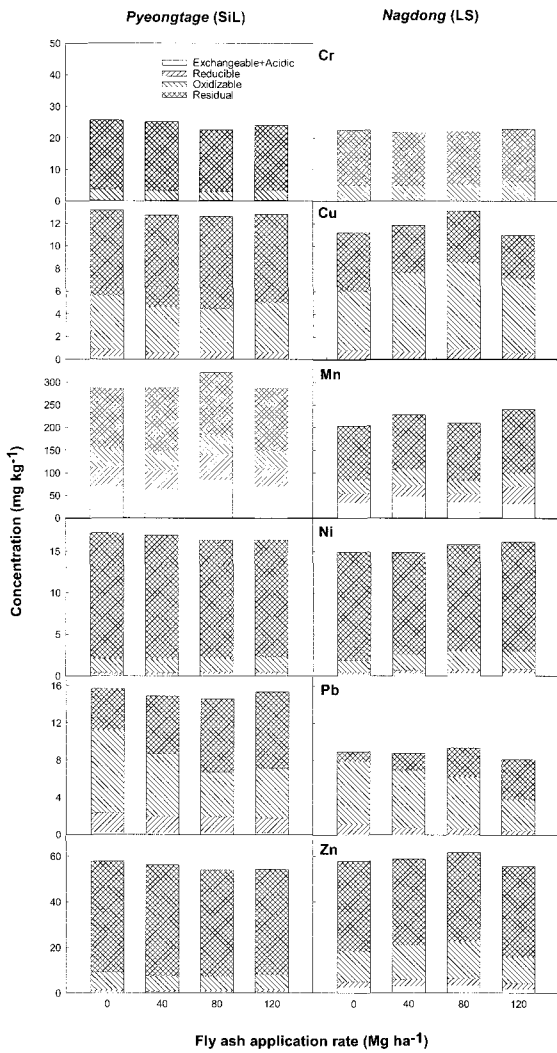 Pyeongtage (SiL) Nagdong (LS)
Cr
Exchangeable+Acidic
Reducible
Oxidizable
Residual
50
40
30
20
10
0
Cu
12
10
8
6
4
2
0
Mn
300
250
200
150
100
50
0
Ni
15
10
5
0
Pb
16
12
8
4
0
Zn
60
40
20
0
Concentration (mg kg-1)
0 40 80 120 0 40 80 120
Fly ash application rate (Mg ha-1)